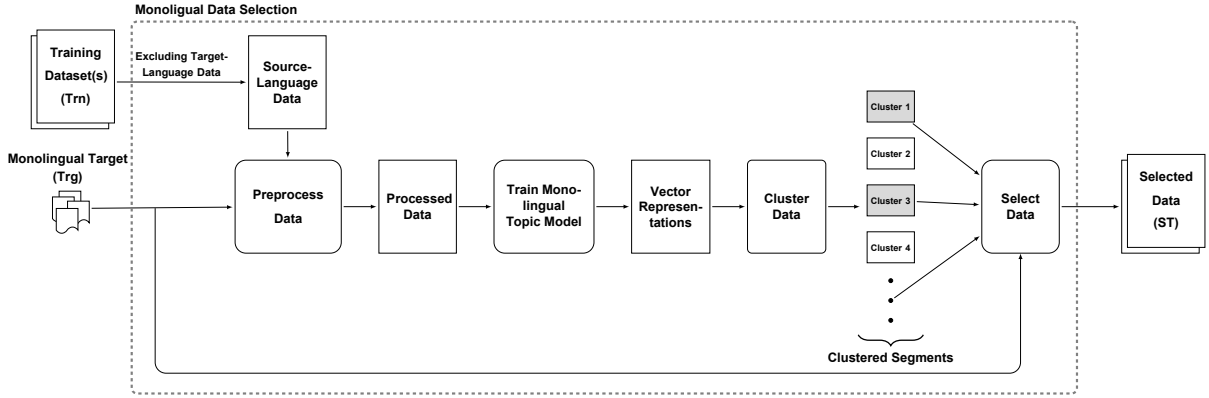 Monoligual Data Selection
Training
Dataset(s)
(Trn)
Excluding Target-
Language Data
Source-
Language
Data
Monolingual Target
(Trg)
Preprocess
Data
Processed
Data
Train Mono-
lingual
Topic Model
Vector
Represen-
tations
Cluster
Data
Cluster 1
Cluster 2
Cluster 3
Cluster 4
Clustered Segments
Select
Data
Selected
Data
(ST)